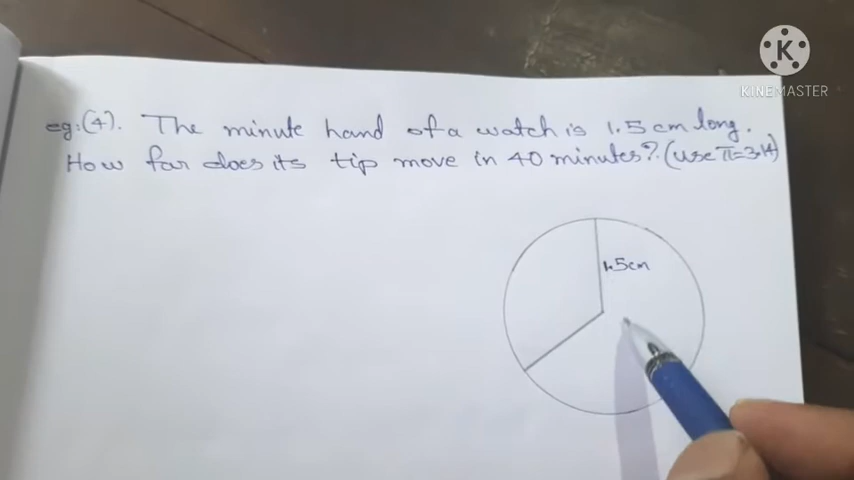 K
KINEMASTER
eg:(4). The minute hand of a watch is 1.5 cm long.
How far does its tip move in 40 minutes? (use π=3.14)
1.5cm